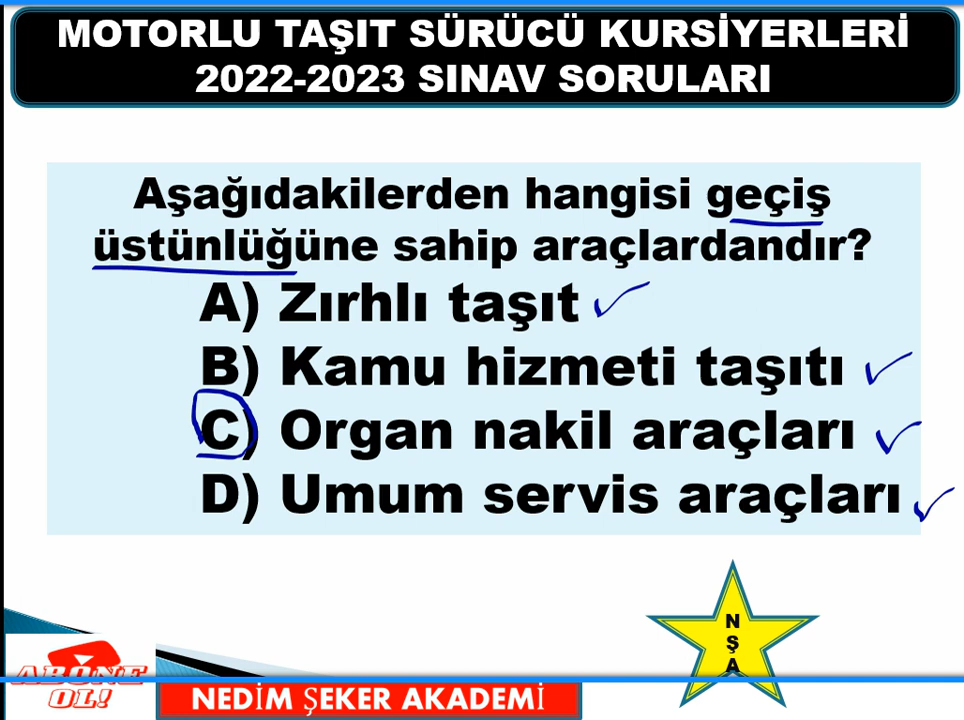 MOTORLU TAŞIT SÜRÜCÜ KURSİYERLERİ
2022-2023 SINAV SORULARI
Aşağıdakilerden hangisi geçiş
üstünlüğüne sahip araçlardandır?
A) Zırhlı taşıt
B) Kamu hizmeti taşıtı
C) Organ nakil araçları
D) Umum servis araçları
N
Ş
A
ABONE
OL!
NEDİM ŞEKER AKADEMİ